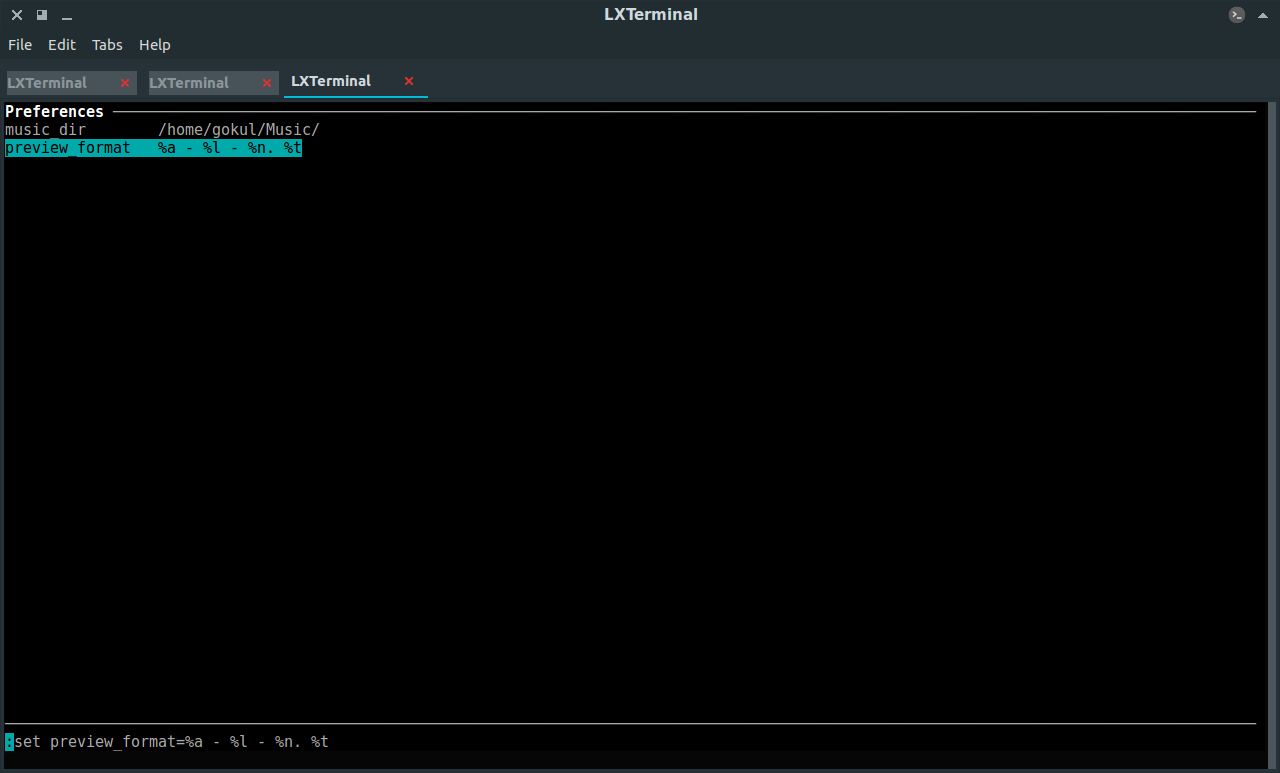 LXTerminal
File Edit Tabs Help
LXTerminal LXTerminal LXTerminal
Preferences
music_dir /home/gokul/Music/
preview_format %a - %l - %n. %t
:set preview_format=%a - %l - %n. %t